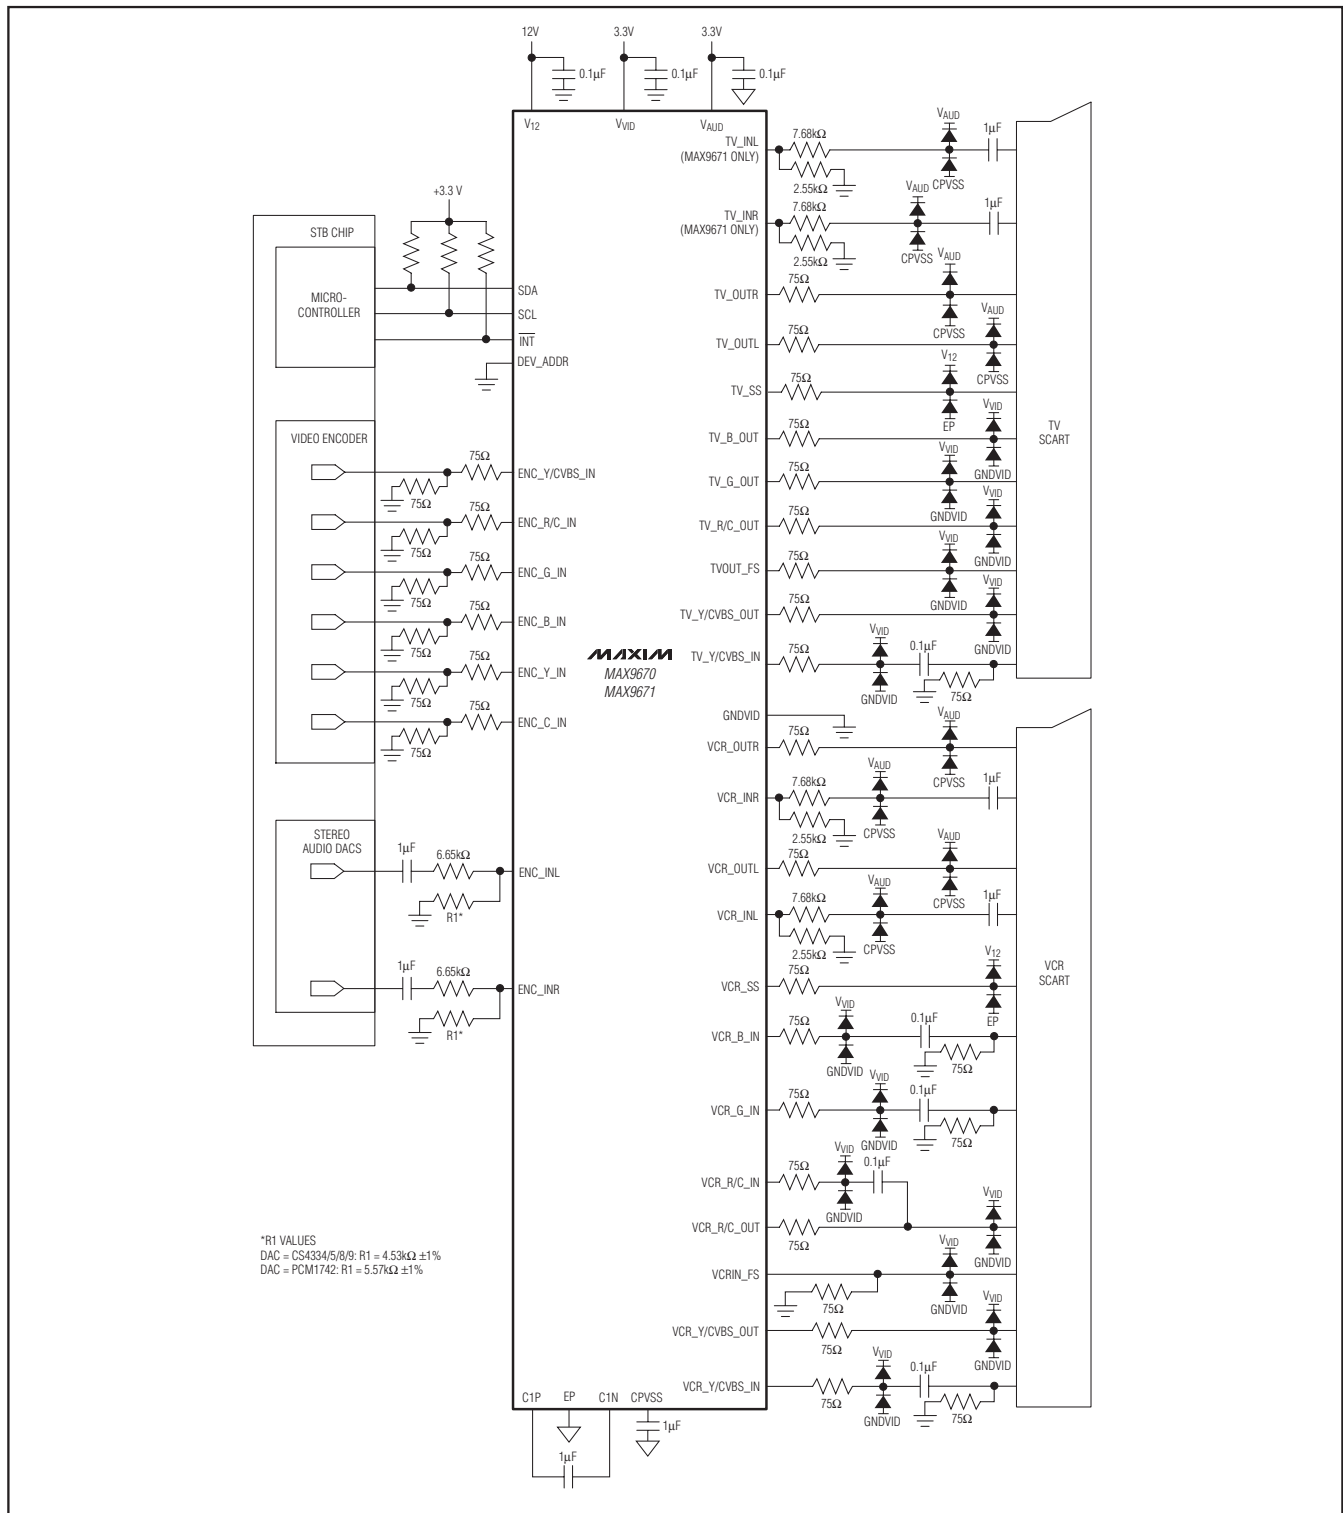 12V
3.3V
3.3V
0.1µF
0.1µF
0.1µF
V12
VVID
VAUD
+3.3 V
STB CHIP
MICRO-
CONTROLLER
SDA
SCL
INT
DEV_ADDR
VIDEO ENCODER
75Ω
ENC_Y/CVBS_IN
75Ω
75Ω
ENC_R/C_IN
75Ω
75Ω
ENC_G_IN
75Ω
75Ω
ENC_B_IN
75Ω
75Ω
ENC_Y_IN
75Ω
75Ω
ENC_C_IN
75Ω
STEREO
AUDIO DACS
1µF
6.65kΩ
ENC_INL
R1*
1µF
6.65kΩ
ENC_INR
R1*
*R1 VALUES
DAC = CS4334/5/8/9: R1 = 4.53kΩ ±1%
DAC = PCM1742: R1 = 5.57kΩ ±1%
MAXIM
MAX9670
MAX9671
C1P
EP
C1N
CPVSS
1µF
1µF
TV_INL
(MAX9671 ONLY)
7.68kΩ
2.55kΩ
VAUD
CPVSS
1µF
TV_INR
(MAX9671 ONLY)
7.68kΩ
2.55kΩ
VAUD
CPVSS
1µF
TV_OUTR
75Ω
VAUD
CPVSS
TV_OUTL
75Ω
VAUD
CPVSS
TV_SS
75Ω
V12
EP
TV_B_OUT
75Ω
VVID
GNDVID
TV_G_OUT
75Ω
VVID
GNDVID
TV_R/C_OUT
75Ω
VVID
GNDVID
TVOUT_FS
75Ω
VVID
GNDVID
TV_Y/CVBS_OUT
75Ω
VVID
GNDVID
TV_Y/CVBS_IN
75Ω
VVID
GNDVID
0.1µF
75Ω
TV
SCART
GNDVID
VCR_OUTR
75Ω
VAUD
CPVSS
VCR_INR
7.68kΩ
2.55kΩ
VAUD
CPVSS
1µF
VCR_OUTL
75Ω
VAUD
CPVSS
VCR_INL
7.68kΩ
2.55kΩ
VAUD
CPVSS
1µF
VCR_SS
75Ω
V12
EP
VCR
SCART
VCR_B_IN
75Ω
VVID
GNDVID
0.1µF
75Ω
VCR_G_IN
75Ω
VVID
GNDVID
0.1µF
75Ω
VCR_R/C_IN
75Ω
VVID
GNDVID
0.1µF
VCR_R/C_OUT
75Ω
VVID
GNDVID
VCRIN_FS
75Ω
VVID
GNDVID
VCR_Y/CVBS_OUT
75Ω
VVID
GNDVID
VCR_Y/CVBS_IN
75Ω
VVID
GNDVID
0.1µF
75Ω